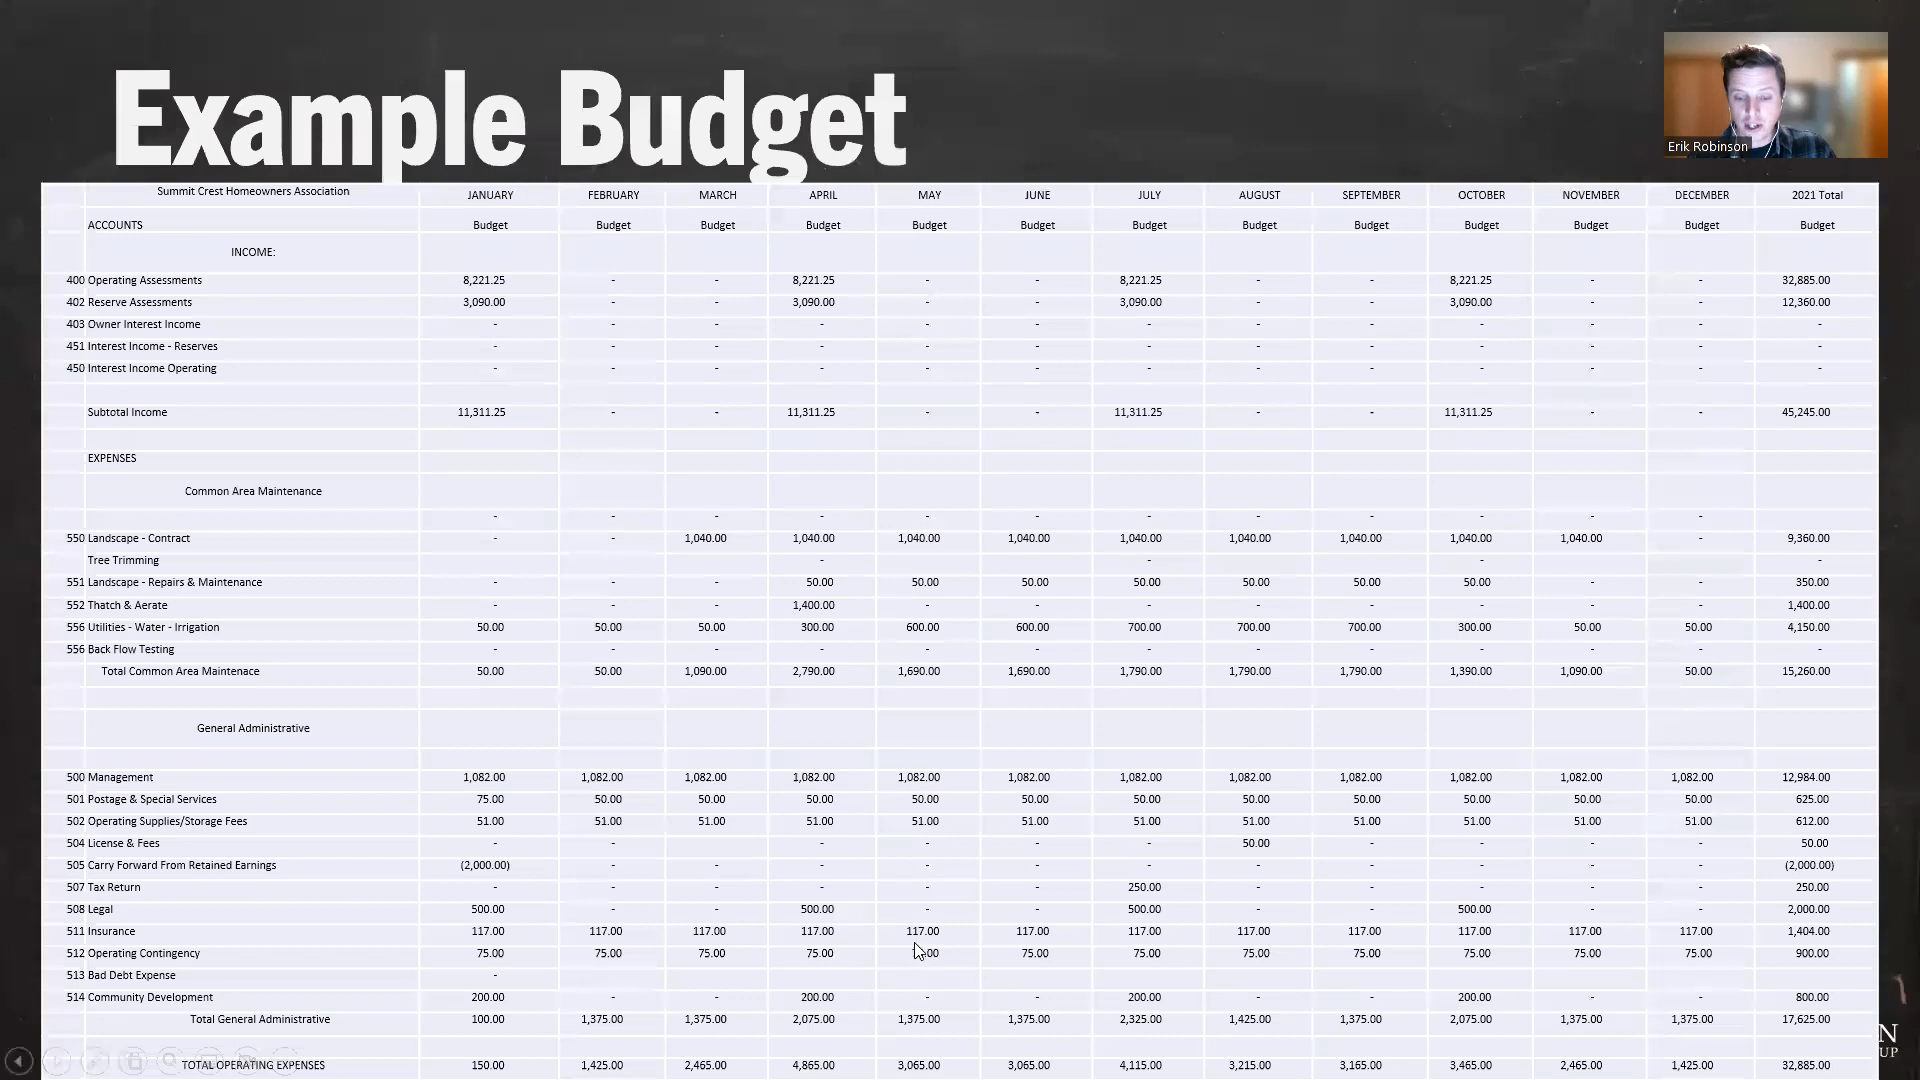 Example Budget
Erik Robinson
Summit Crest Homeowners Association JANUARY FEBRUARY MARCH APRIL MAY JUNE JULY AUGUST SEPTEMBER OCTOBER NOVEMBER DECEMBER 2021 Total
ACCOUNTS Budget Budget Budget Budget Budget Budget Budget Budget Budget Budget Budget Budget Budget
INCOME:
400 Operating Assessments 8,221.25 - - 8,221.25 - - 8,221.25 - - 8,221.25 - - 32,885.00
402 Reserve Assessments 3,090.00 - - 3,090.00 - - 3,090.00 - - 3,090.00 - - 12,360.00
403 Owner Interest Income - - - - - - - - - - - - -
451 Interest Income - Reserves - - - - - - - - - - - - -
450 Interest Income Operating - - - - - - - - - - - - -
Subtotal Income 11,311.25 - - 11,311.25 - - 11,311.25 - - 11,311.25 - - 45,245.00
EXPENSES
Common Area Maintenance
- - - - - - - - - - - -
550 Landscape - Contract - - 1,040.00 1,040.00 1,040.00 1,040.00 1,040.00 1,040.00 1,040.00 1,040.00 1,040.00 - 9,360.00
Tree Trimming - - - -
551 Landscape - Repairs & Maintenance - - - 50.00 50.00 50.00 50.00 50.00 50.00 50.00 - - 350.00
552 Thatch & Aerate - - - 1,400.00 - - - - - - - - 1,400.00
556 Utilities - Water - Irrigation 50.00 50.00 50.00 300.00 600.00 600.00 700.00 700.00 700.00 300.00 50.00 50.00 4,150.00
556 Back Flow Testing - - - - - - - - - - - - -
Total Common Area Maintenace 50.00 50.00 1,090.00 2,790.00 1,690.00 1,690.00 1,790.00 1,790.00 1,790.00 1,390.00 1,090.00 50.00 15,260.00
General Administrative
500 Management 1,082.00 1,082.00 1,082.00 1,082.00 1,082.00 1,082.00 1,082.00 1,082.00 1,082.00 1,082.00 1,082.00 1,082.00 12,984.00
501 Postage & Special Services 75.00 50.00 50.00 50.00 50.00 50.00 50.00 50.00 50.00 50.00 50.00 50.00 625.00
502 Operating Supplies/Storage Fees 51.00 51.00 51.00 51.00 51.00 51.00 51.00 51.00 51.00 51.00 51.00 51.00 612.00
504 License & Fees - - - - - - - 50.00 - - - - 50.00
505 Carry Forward From Retained Earnings (2,000.00) - - - - - - - - - - - (2,000.00)
507 Tax Return - - - - - - 250.00 - - - - - 250.00
508 Legal 500.00 - - 500.00 - - 500.00 - - 500.00 - - 2,000.00
511 Insurance 117.00 117.00 117.00 117.00 117.00 117.00 117.00 117.00 117.00 117.00 117.00 117.00 1,404.00
512 Operating Contingency 75.00 75.00 75.00 75.00 .00 75.00 75.00 75.00 75.00 75.00 75.00 75.00 900.00
513 Bad Debt Expense -
514 Community Development 200.00 - - 200.00 - - 200.00 - - 200.00 - - 800.00
Total General Administrative 100.00 1,375.00 1,375.00 2,075.00 1,375.00 1,375.00 2,325.00 1,425.00 1,375.00 2,075.00 1,375.00 1,375.00 17,625.00
TOTAL OPERATING EXPENSES 150.00 1,425.00 2,465.00 4,865.00 3,065.00 3,065.00 4,115.00 3,215.00 3,165.00 3,465.00 2,465.00 1,425.00 32,885.00
N
UP